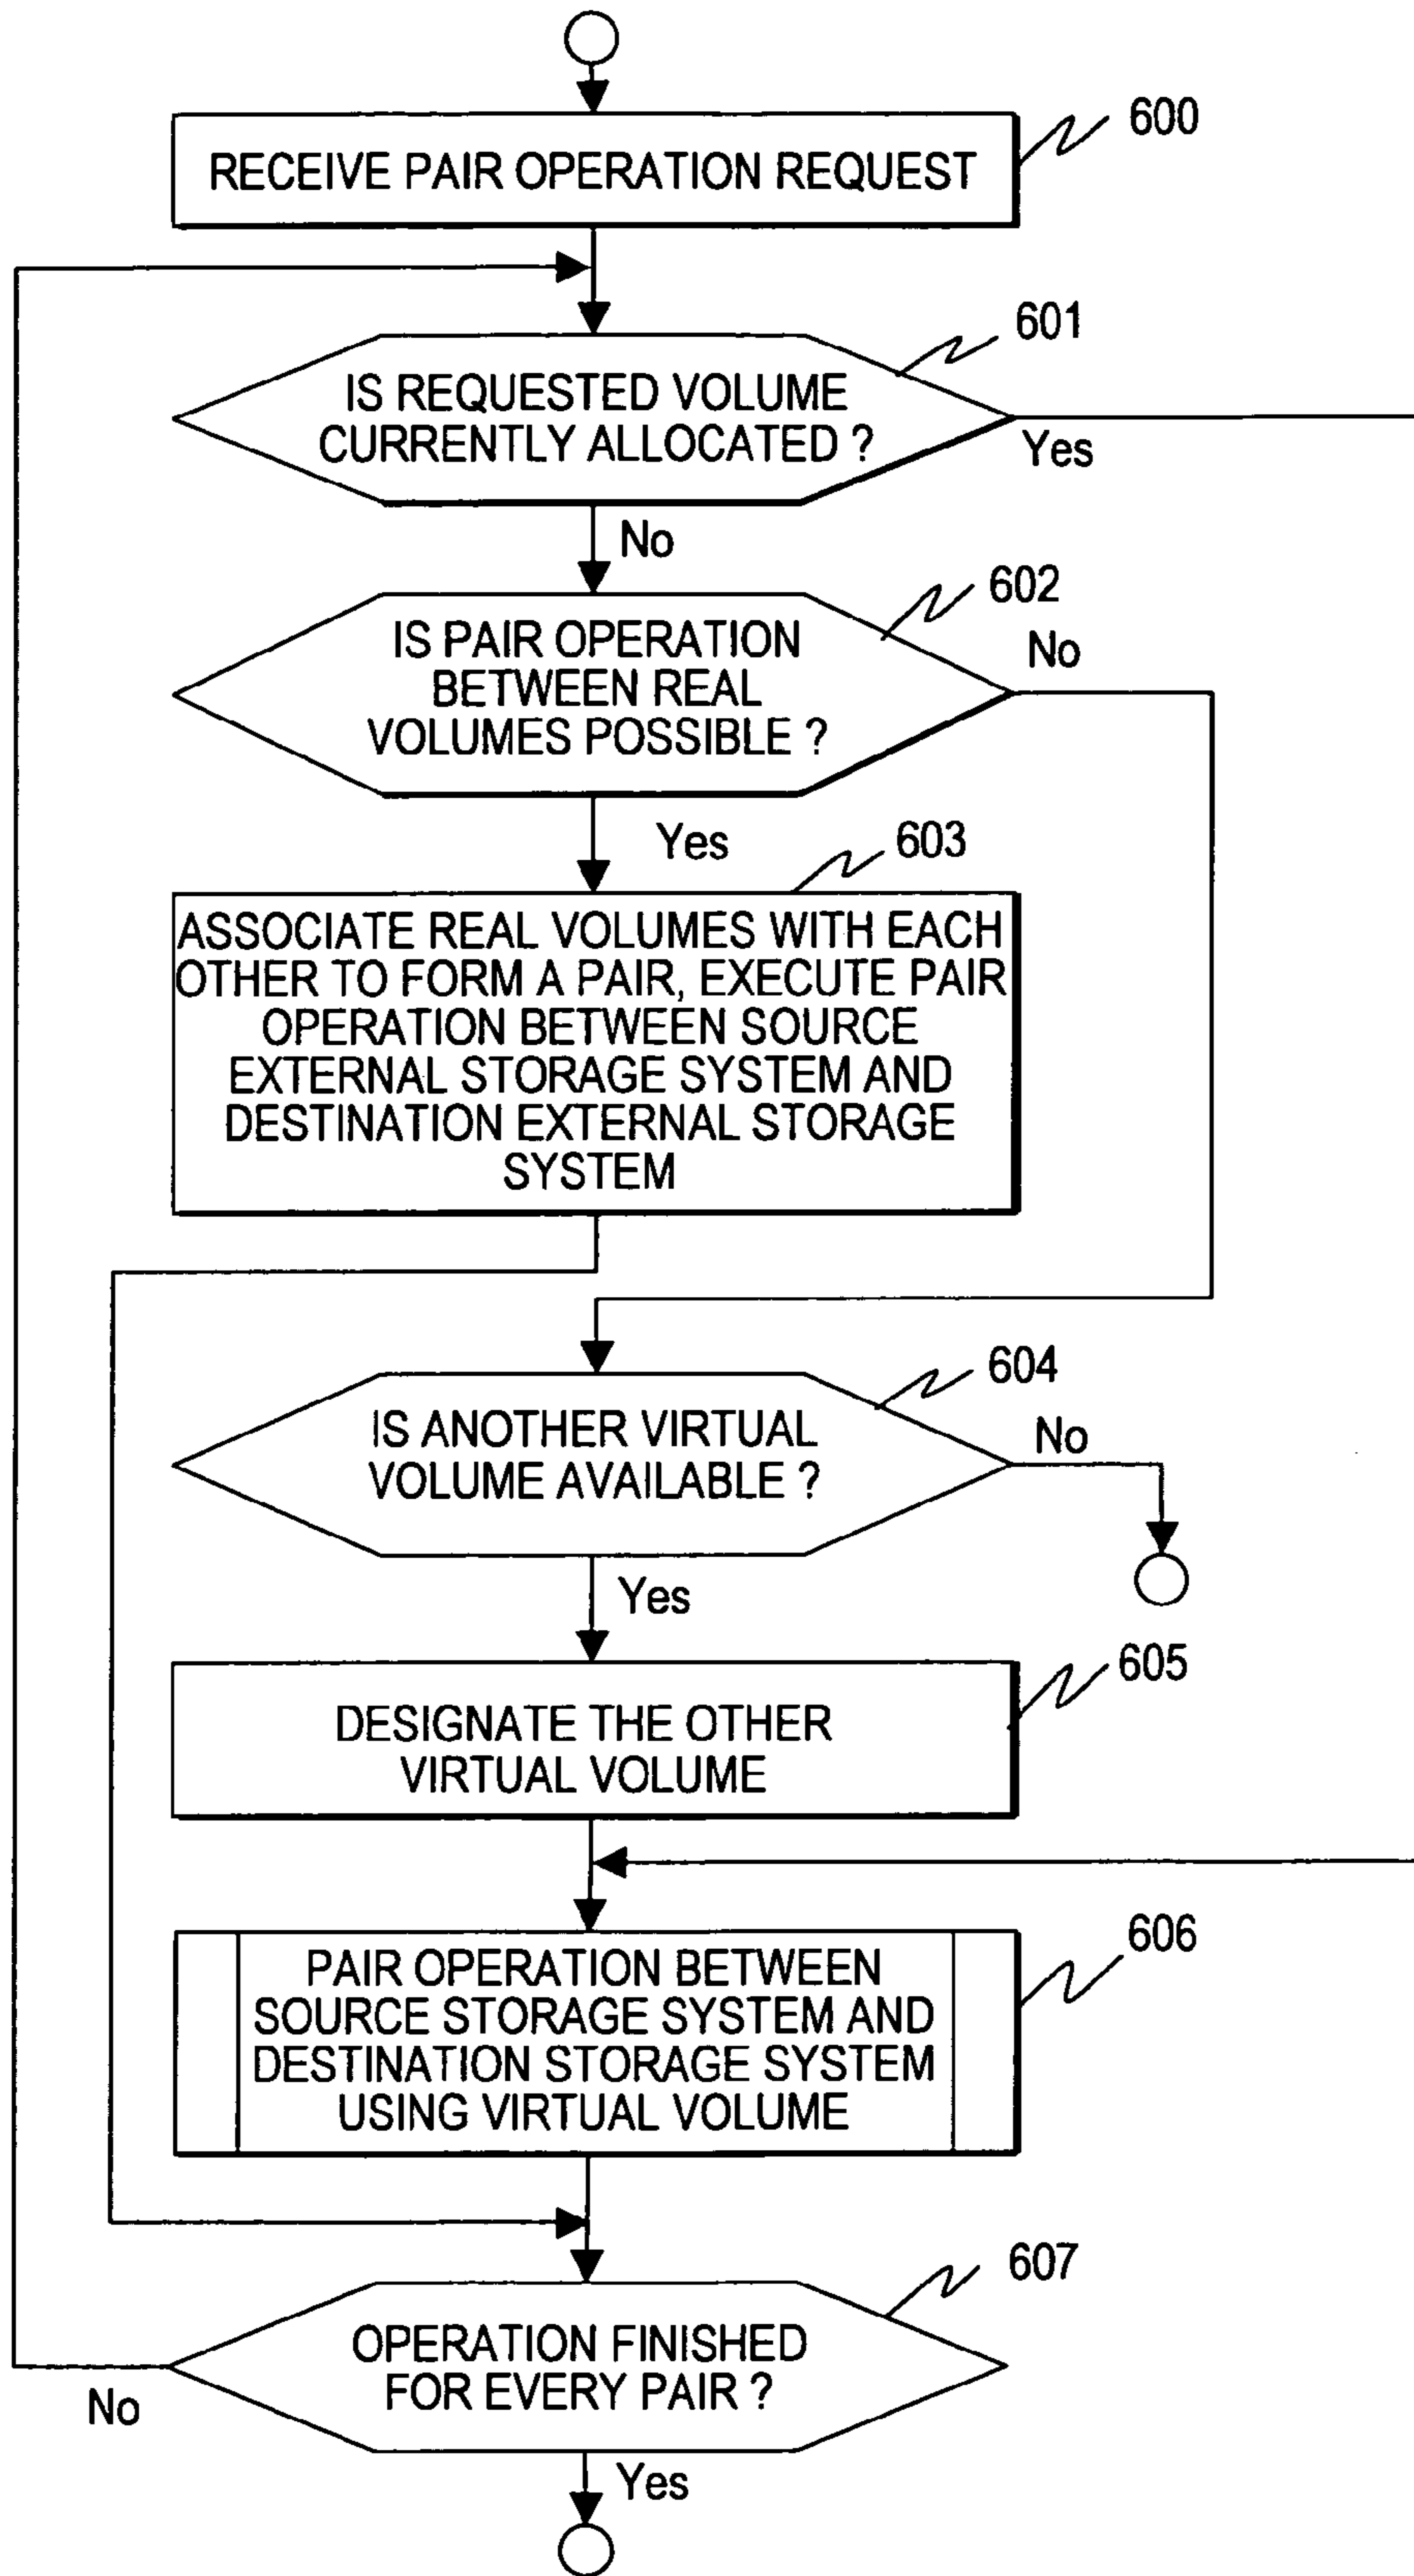 RECEIVE PAIR OPERATION REQUEST
600
601
IS REQUESTED VOLUME
CURRENTLY ALLOCATED ?
Yes
No
602
IS PAIR OPERATION
BETWEEN REAL
VOLUMES POSSIBLE ?
No
Yes
603
ASSOCIATE REAL VOLUMES WITH EACH
OTHER TO FORM A PAIR, EXECUTE PAIR
OPERATION BETWEEN SOURCE
EXTERNAL STORAGE SYSTEM AND
DESTINATION EXTERNAL STORAGE
SYSTEM
604
IS ANOTHER VIRTUAL
VOLUME AVAILABLE ?
No
Yes
605
DESIGNATE THE OTHER
VIRTUAL VOLUME
606
PAIR OPERATION BETWEEN
SOURCE STORAGE SYSTEM AND
DESTINATION STORAGE SYSTEM
USING VIRTUAL VOLUME
607
OPERATION FINISHED
FOR EVERY PAIR ?
No
Yes